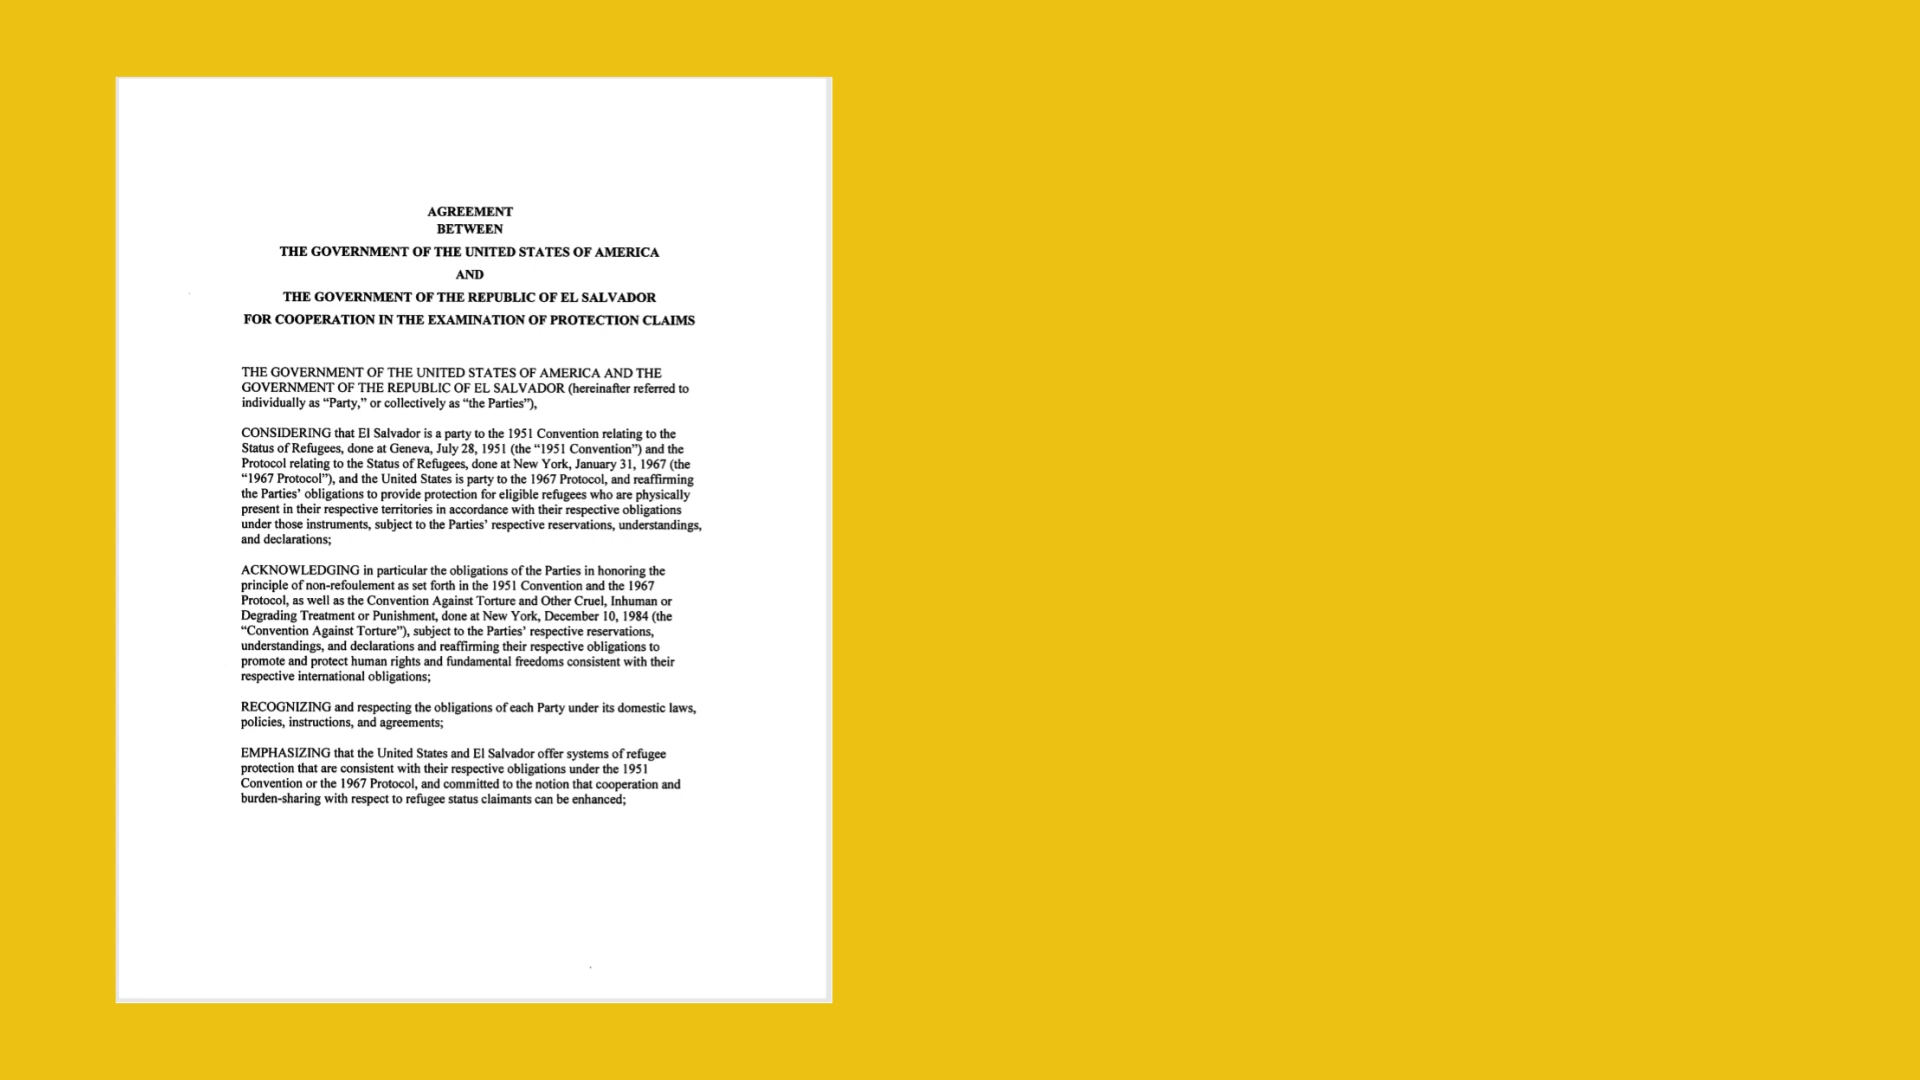 AGREEMENT
BETWEEN
THE GOVERNMENT OF THE UNITED STATES OF AMERICA
AND
THE GOVERNMENT OF THE REPUBLIC OF EL SALVADOR
FOR COOPERATION IN THE EXAMINATION OF PROTECTION CLAIMS
THE GOVERNMENT OF THE UNITED STATES OF AMERICA AND THE
GOVERNMENT OF THE REPUBLIC OF EL SALVADOR (hereinafter referred to
individually as “Party,” or collectively as “the Parties”),
CONSIDERING that El Salvador is a party to the 1951 Convention relating to the
Status of Refugees, done at Geneva, July 28, 1951 (the “1951 Convention”) and the
Protocol relating to the Status of Refugees, done at New York, January 31, 1967 (the
“1967 Protocol”), and the United States is party to the 1967 Protocol, and reaffirming
the Parties’ obligations to provide protection for eligible refugees who are physically
present in their respective territories in accordance with their respective obligations
under those instruments, subject to the Parties’ respective reservations, understandings,
and declarations;
ACKNOWLEDGING in particular the obligations of the Parties in honoring the
principle of non-refoulement as set forth in the 1951 Convention and the 1967
Protocol, as well as the Convention Against Torture and Other Cruel, Inhuman or
Degrading Treatment or Punishment, done at New York, December 10, 1984 (the
“Convention Against Torture”), subject to the Parties’ respective reservations,
understandings, and declarations and reaffirming their respective obligations to
promote and protect human rights and fundamental freedoms consistent with their
respective international obligations;
RECOGNIZING and respecting the obligations of each Party under its domestic laws,
policies, instructions, and agreements;
EMPHASIZING that the United States and El Salvador offer systems of refugee
protection that are consistent with their respective obligations under the 1951
Convention or the 1967 Protocol, and committed to the notion that cooperation and
burden-sharing with respect to refugee status claimants can be enhanced;